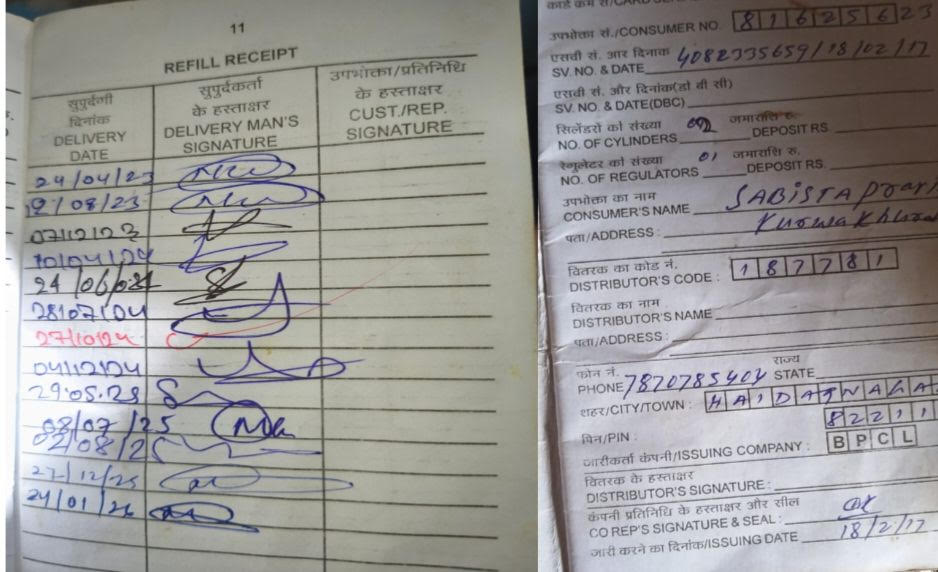 11
REFILL RECEIPT
सुपुर्दगी दिनांक DELIVERY DATE
सुपुर्दकर्ता के हस्ताक्षर DELIVERY MAN'S SIGNATURE
उपभोक्ता/प्रतिनिधि के हस्ताक्षर CUST./REP. SIGNATURE
24/04/23
/08/23
07/12/23
10/04/24
24/06/24
28/07/04
27/10/24
04/12/24
29.05.25
08/07/25
02/08/25
27/12/25
24/01/26
उपभोक्ता सं./CONSUMER NO. 81625623
एसवी सं. और दिनांक 4082335659/18/02/17
SV. NO. & DATE
एसवी सं. और दिनांक(डी बी सी)
SV. NO. & DATE(DBC)
सिलेंडरों की संख्या जमाराशि रु.
NO. OF CYLINDERS DEPOSIT RS
रेगुलेटर की संख्या 01 जमाराशि रु.
NO. OF REGULATORS DEPOSIT RS.
उपभोक्ता का नाम
CONSUMER'S NAME SABISTA
पता/ADDRESS :
वितरक का कोड नं.
DISTRIBUTOR'S CODE : 187781
वितरक का नाम
DISTRIBUTOR'S NAME
पता/ADDRESS :
फोन नं. राज्य
PHONE 7870785404 STATE
शहर/CITY/TOWN : HAIDATNAGA
8221
पिन/PIN :
जारीकर्ता कंपनी/ISSUING COMPANY : BPCL
वितरक के हस्ताक्षर
DISTRIBUTOR'S SIGNATURE :
कंपनी प्रतिनिधि के हस्ताक्षर और सील
CO REP'S SIGNATURE & SEAL :
जारी करने का दिनांक/ISSUING DATE 18/2/17